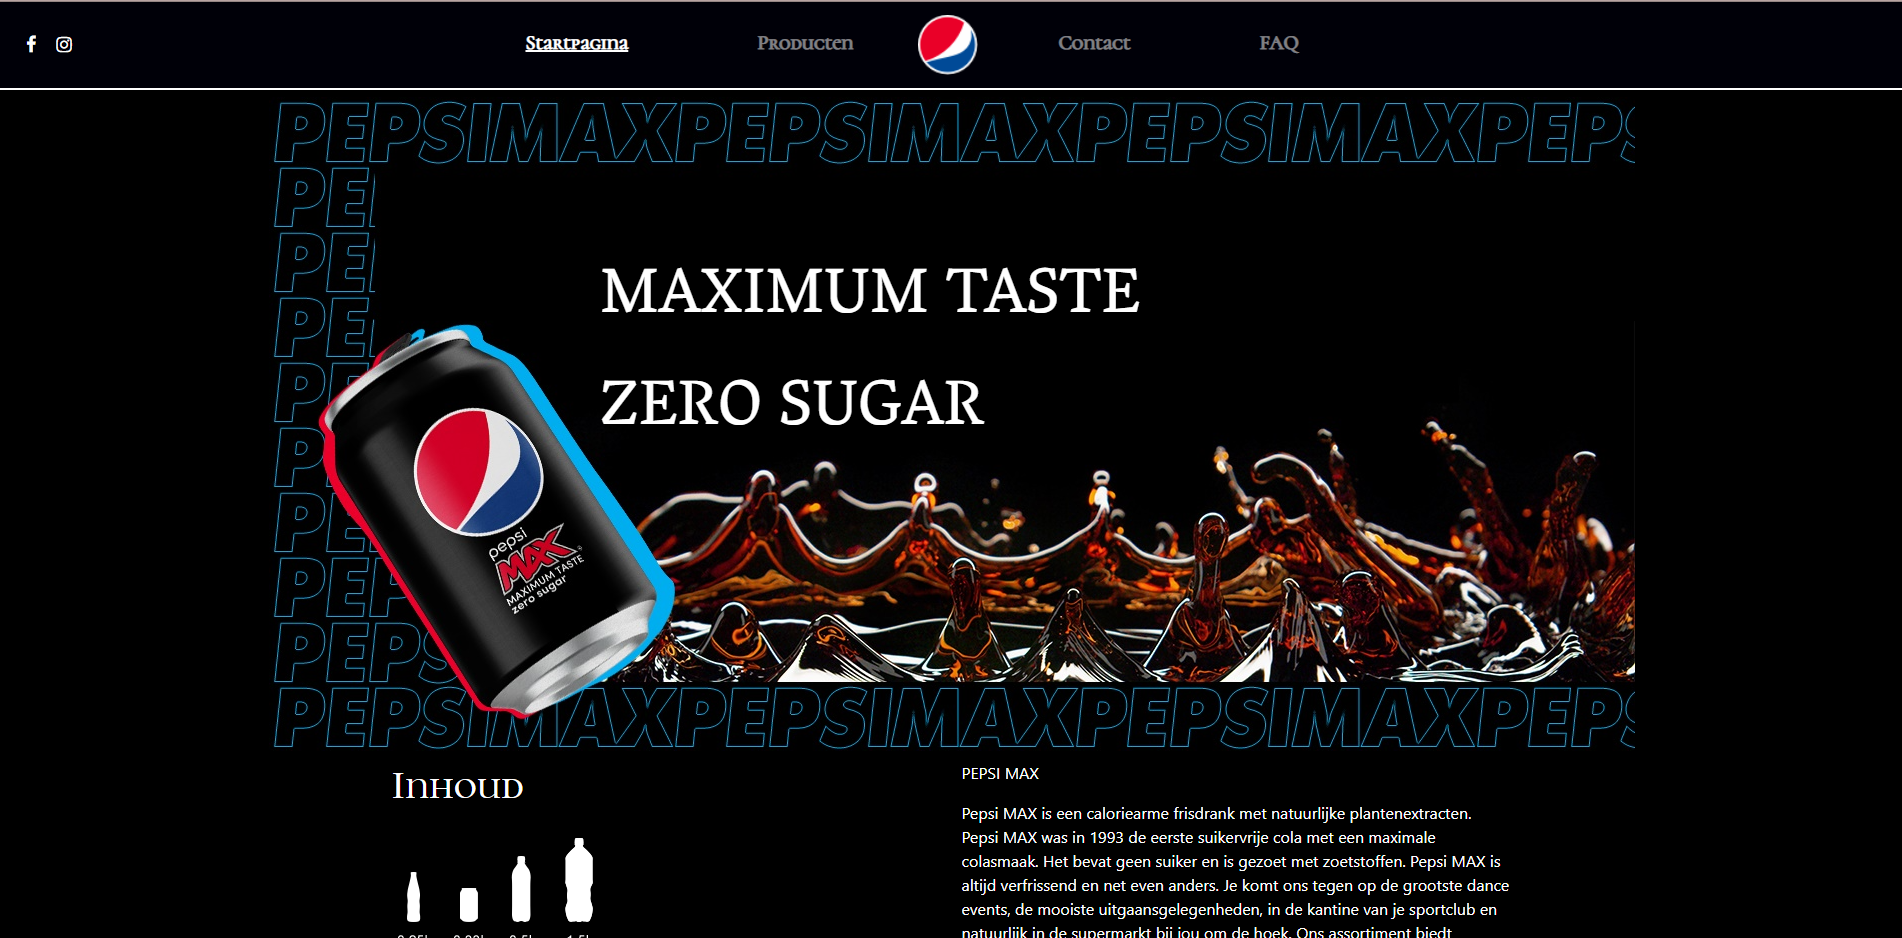 Startpagina
Producten
Contact
FAQ
PEPSIMAXPEPSIMAXPEPSIMAXPEPS
PE
PE
PE
PE
P
PE
PEP
PEPS
PEPSIMAXPEPSIMAXPEPSIMAXPEPS
MAXIMUM TASTE
ZERO SUGAR
pepsi
MAX
MAXIMUM TASTE
zero sugar
Inhoud
PEPSI MAX
Pepsi MAX is een caloriearme frisdrank met natuurlijke plantenextracten.
Pepsi MAX was in 1993 de eerste suikervrije cola met een maximale
colasmaak. Het bevat geen suiker en is gezoet met zoetstoffen. Pepsi MAX is
altijd verfrissend en net even anders. Je komt ons tegen op de grootste dance
events, de mooiste uitgaansgelegenheden, in de kantine van je sportclub en
natuurlijk in de supermarkt bij jou om de hoek. Ons assortiment biedt